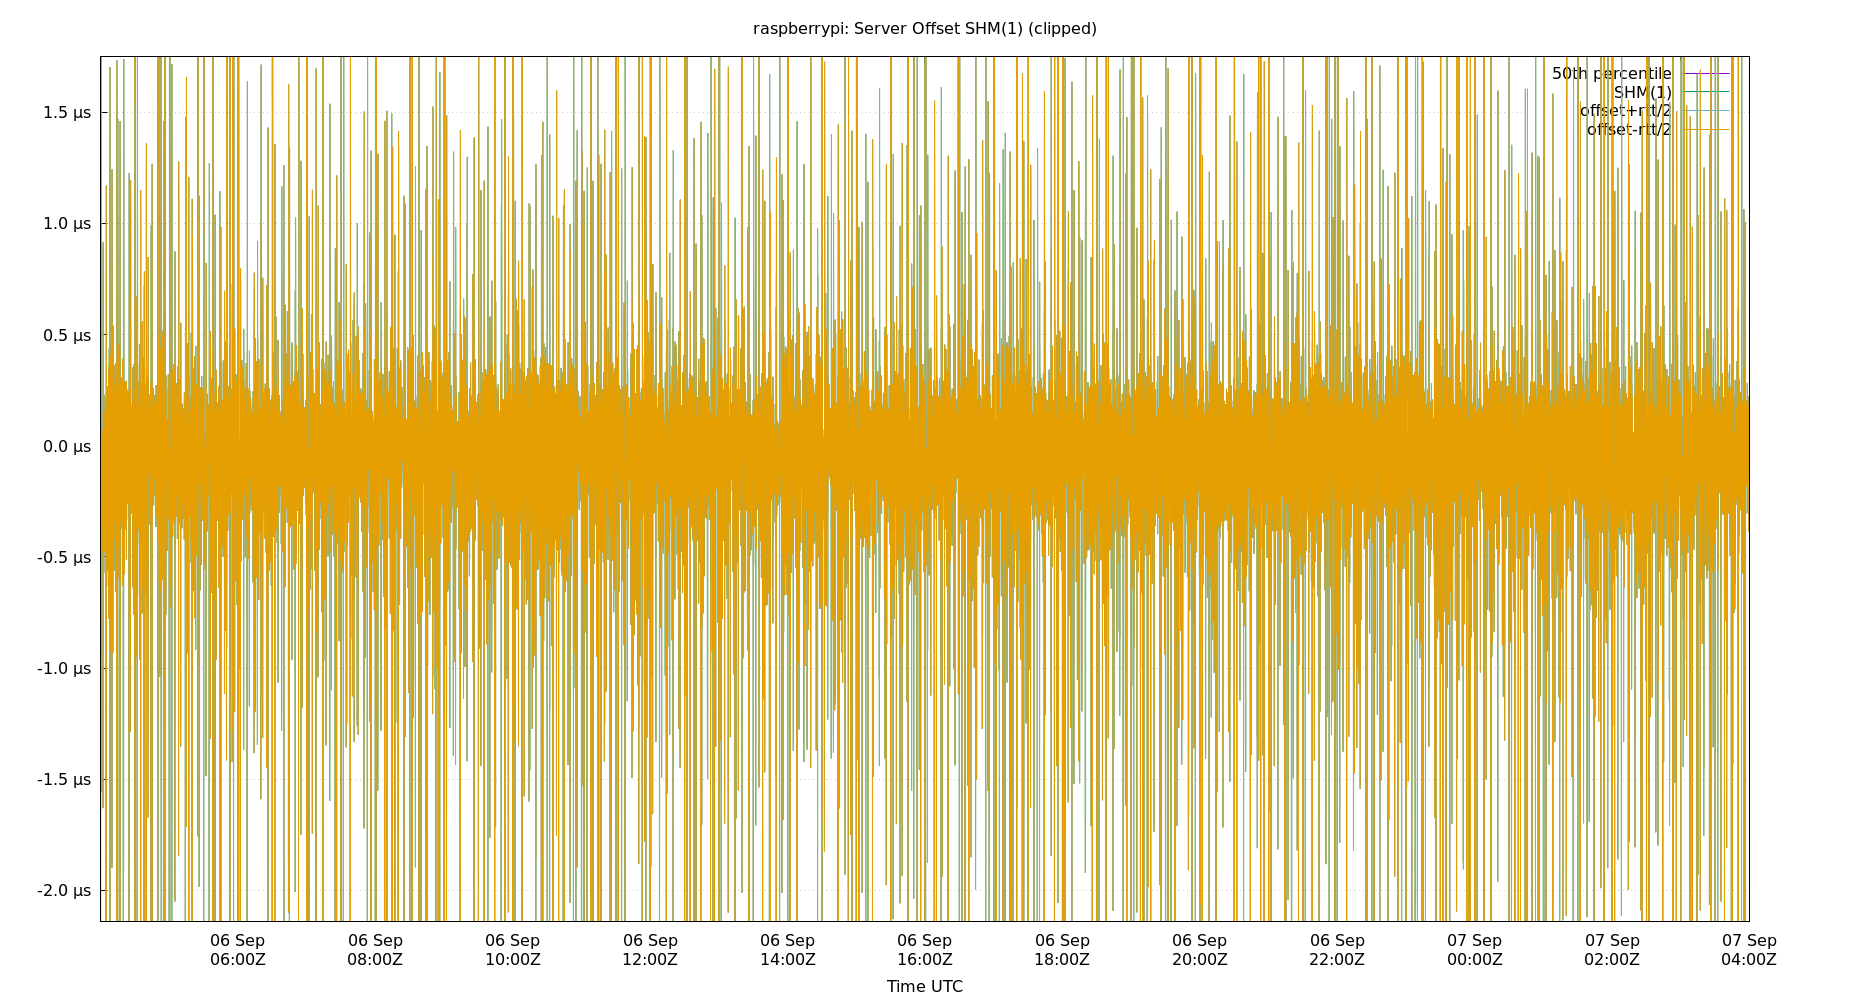 raspberrypi: Server Offset SHM(1) (clipped)
50th percentile
SHM(1)
offset+rtt/2
offset-rtt/2
1.5 µs
1.0 µs
0.5 µs
0.0 µs
-0.5 µs
-1.0 µs
-1.5 µs
-2.0 µs
06 Sep 06 Sep 06 Sep 06 Sep 06 Sep 06 Sep 06 Sep 06 Sep 06 Sep 07 Sep 07 Sep 07 Sep
06:00Z 08:00Z 10:00Z 12:00Z 14:00Z 16:00Z 18:00Z 20:00Z 22:00Z 00:00Z 02:00Z 04:00Z
Time UTC